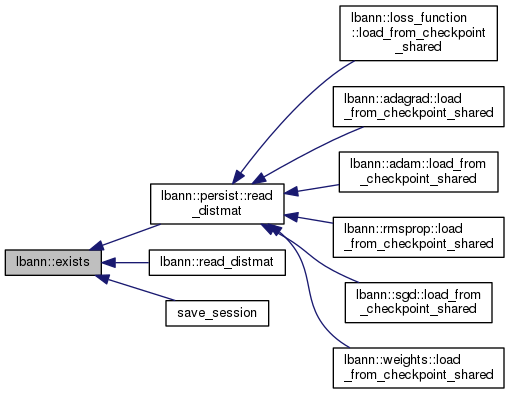 lbann::loss_function
::load_from_checkpoint
_shared
lbann::adagrad::load
_from_checkpoint_shared
lbann::adam::load_from
_checkpoint_shared
lbann::persist::read
_distmat
lbann::rmsprop::load
_from_checkpoint_shared
lbann::exists
lbann::read_distmat
lbann::sgd::load_from
_checkpoint_shared
save_session
lbann::weights::load
_from_checkpoint_shared